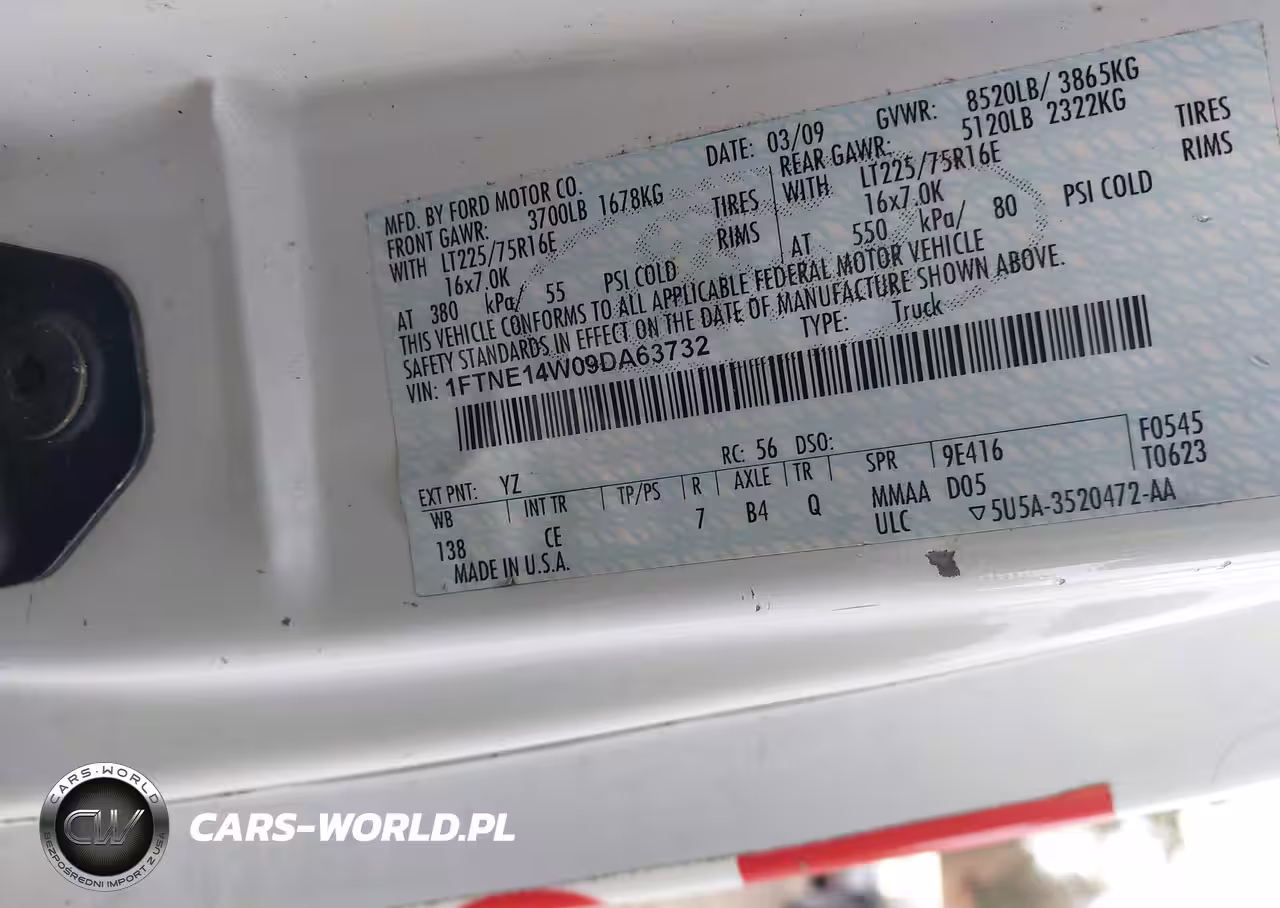 DATE: 03/09 GVWR: 8520LB/ 3865KG
MFD. BY FORD MOTOR CO.
FRONT GAWR: 3700LB 1678KG
WITH LT225/75R16E TIRES
16x7.0K RIMS
AT 380 kPa/ 55 PSI COLD
REAR GAWR: 5120LB 2322KG
WITH LT225/75R16E TIRES
16x7.0K RIMS
AT 550 kPa/ 80 PSI COLD
THIS VEHICLE CONFORMS TO ALL APPLICABLE FEDERAL MOTOR VEHICLE
SAFETY STANDARDS IN EFFECT ON THE DATE OF MANUFACTURE SHOWN ABOVE.
VIN: 1FTNE14W09DA63732 TYPE: Truck
EXT PNT: YZ RC: 56 DSO:
WB INT TR TP/PS R AXLE TR SPR 9E416 F0545
138 CE 7 B4 Q MMAA D05 T0623
MADE IN U.S.A. ULC ▽5U5A-3520472-AA
CARS-WORLD
CW
BEZPOŚREDNI IMPORT Z USA
CARS-WORLD.PL